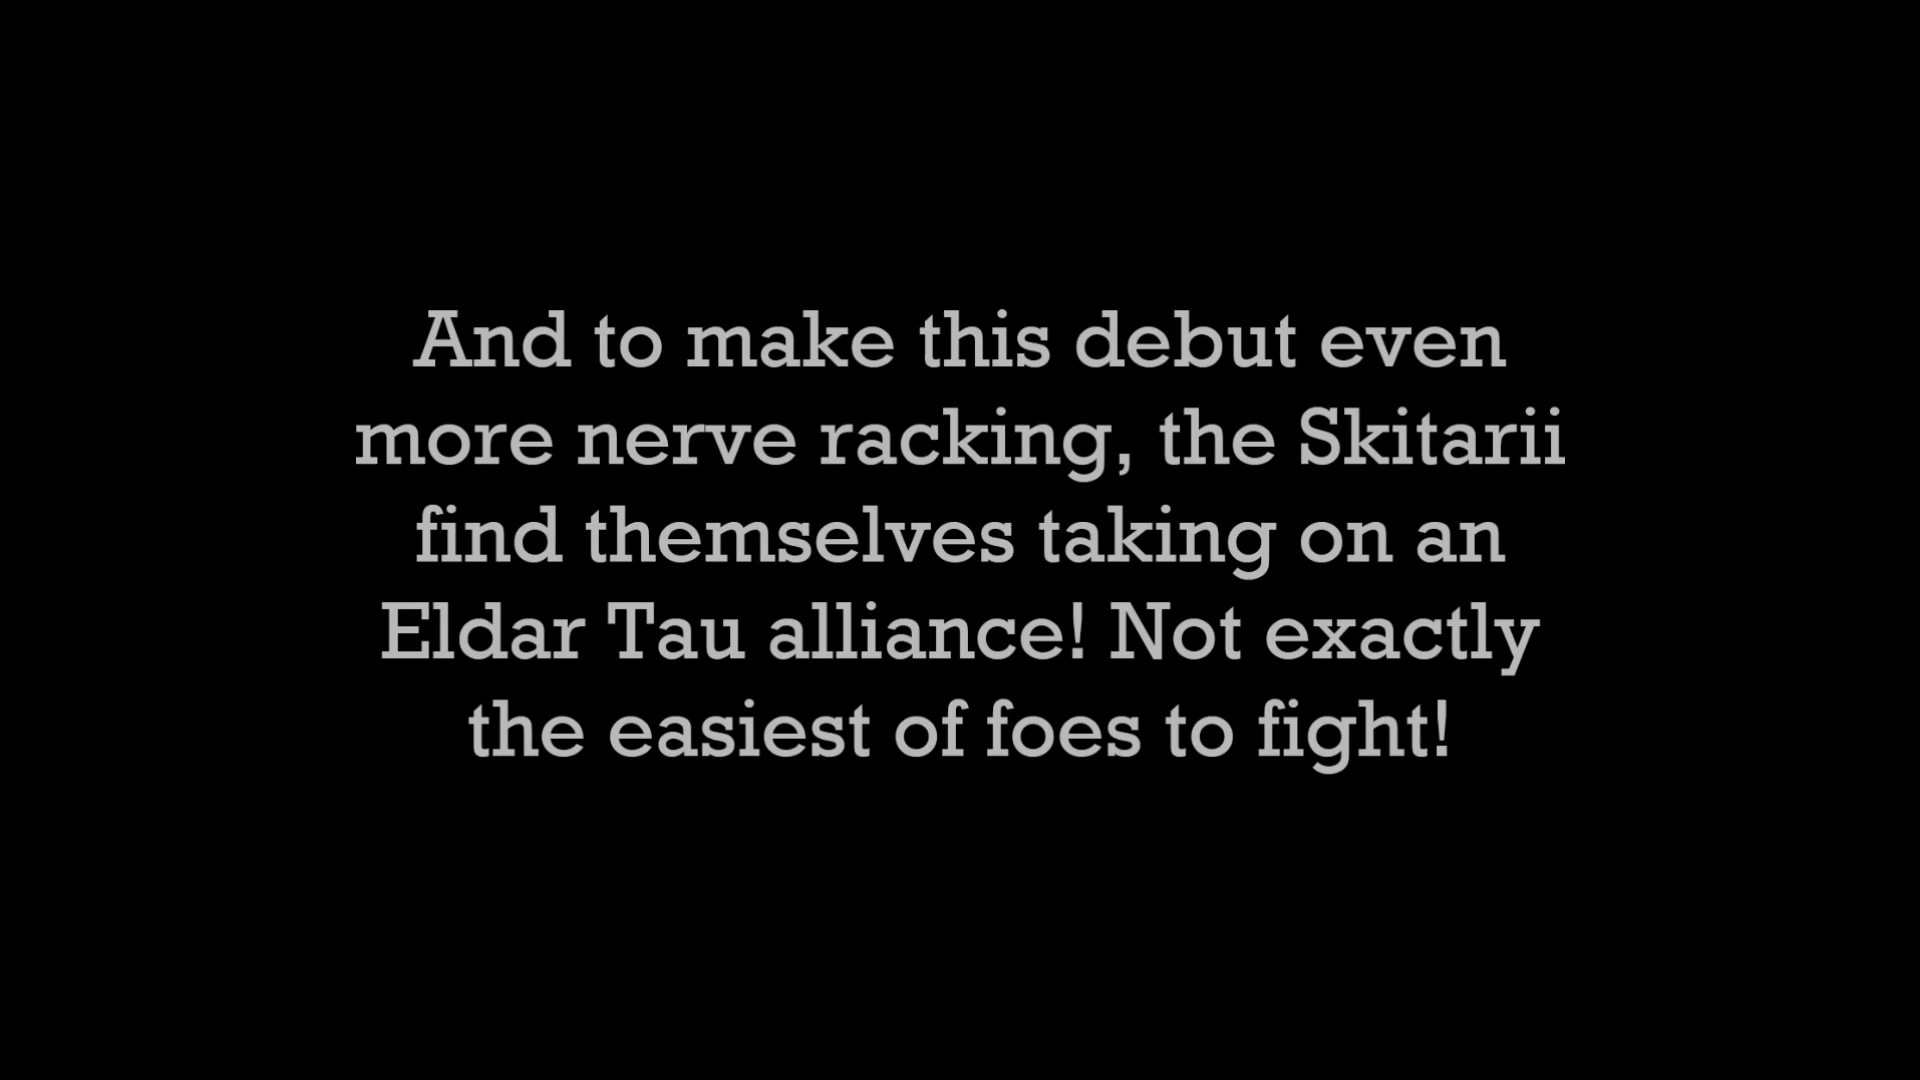 And to make this debut even
more nerve racking, the Skitarii
find themselves taking on an
Eldar Tau alliance! Not exactly
the easiest of foes to fight!